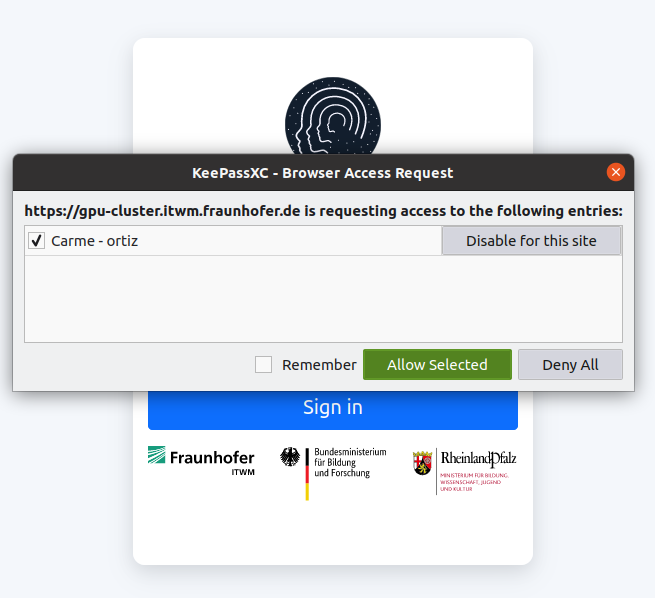 KeePassXC - Browser Access Request
https://gpu-cluster.itwm.fraunhofer.de is requesting access to the following entries:
Carme - ortiz
Disable for this site
Remember
Allow Selected
Deny All
Sign in
Fraunhofer
ITWM
Bundesministerium
für Bildung
und Forschung
RheinlandPfalz
MINISTERIUM FÜR BILDUNG,
WISSENSCHAFT, JUGEND
UND KULTUR